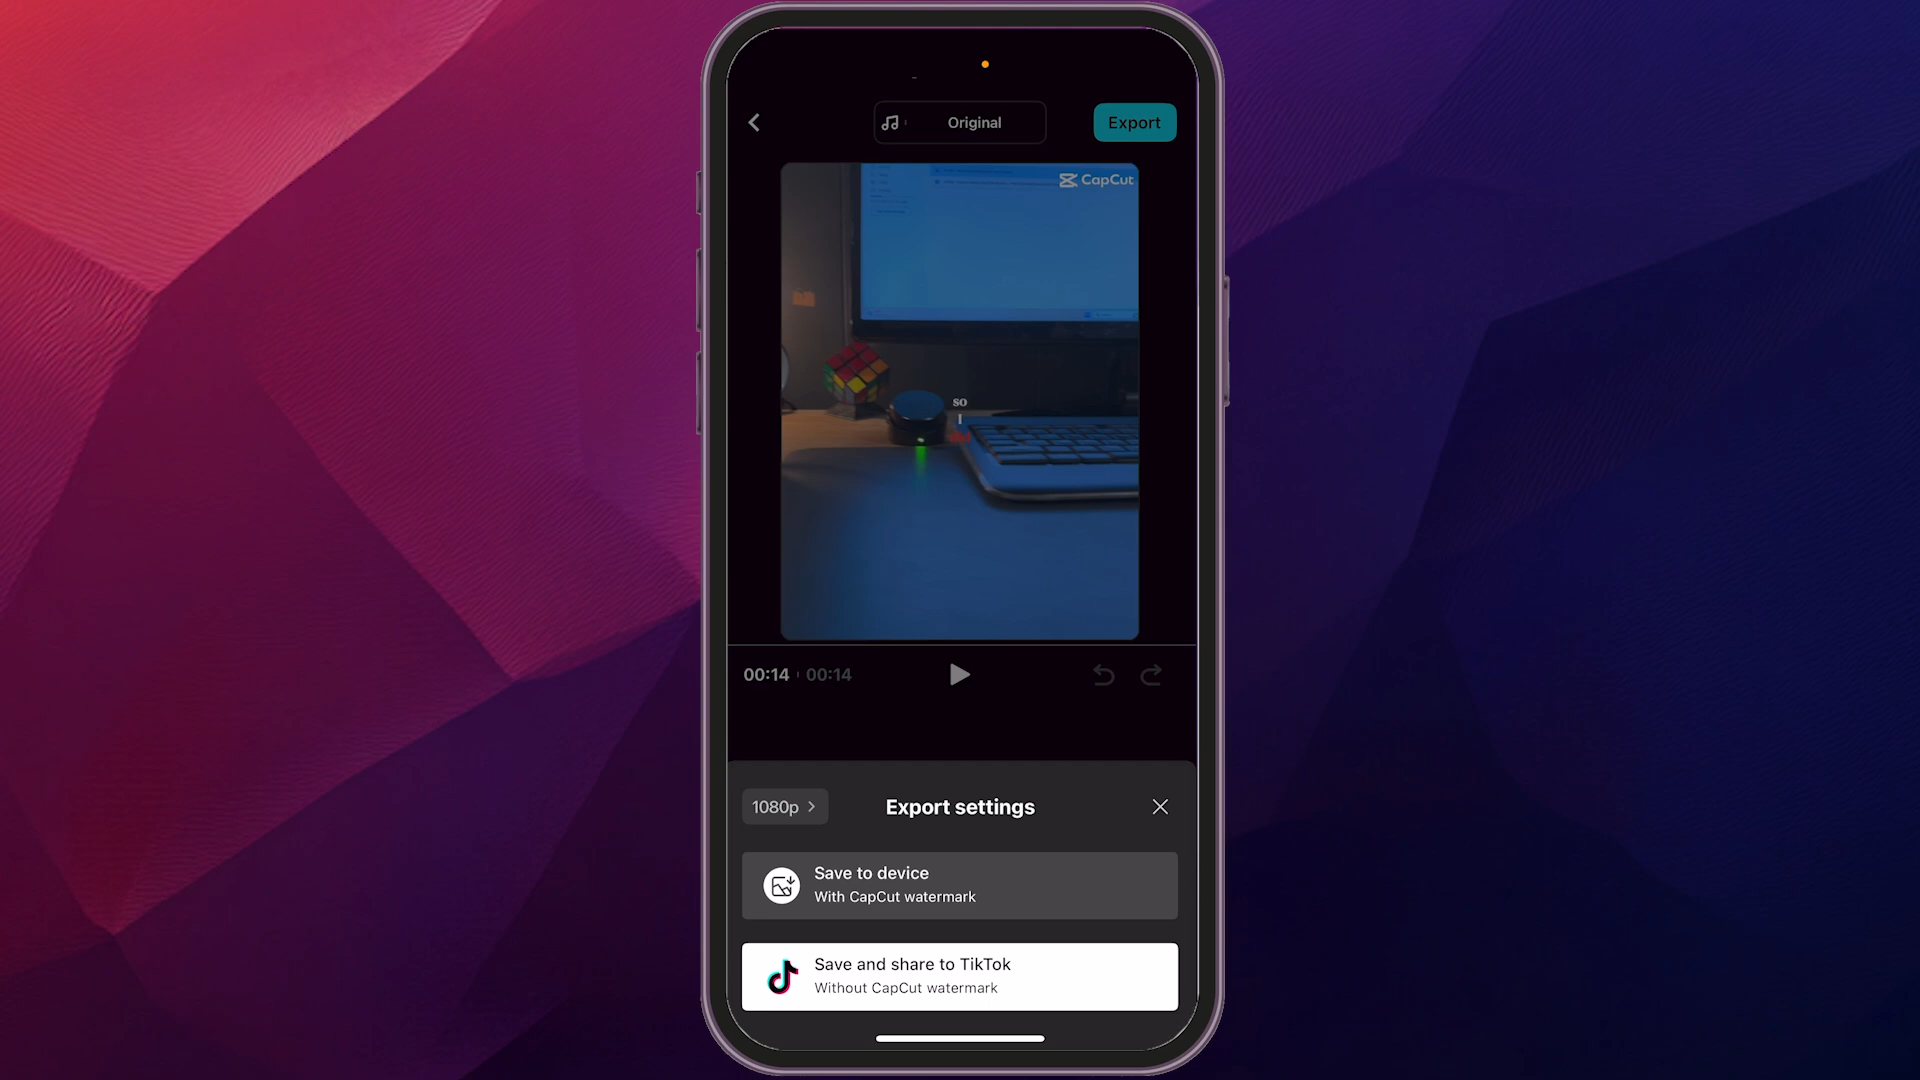 Original
Export
CapCut
so
I
00:14 00:14
1080p
Export settings
Save to device
With CapCut watermark
Save and share to TikTok
Without CapCut watermark